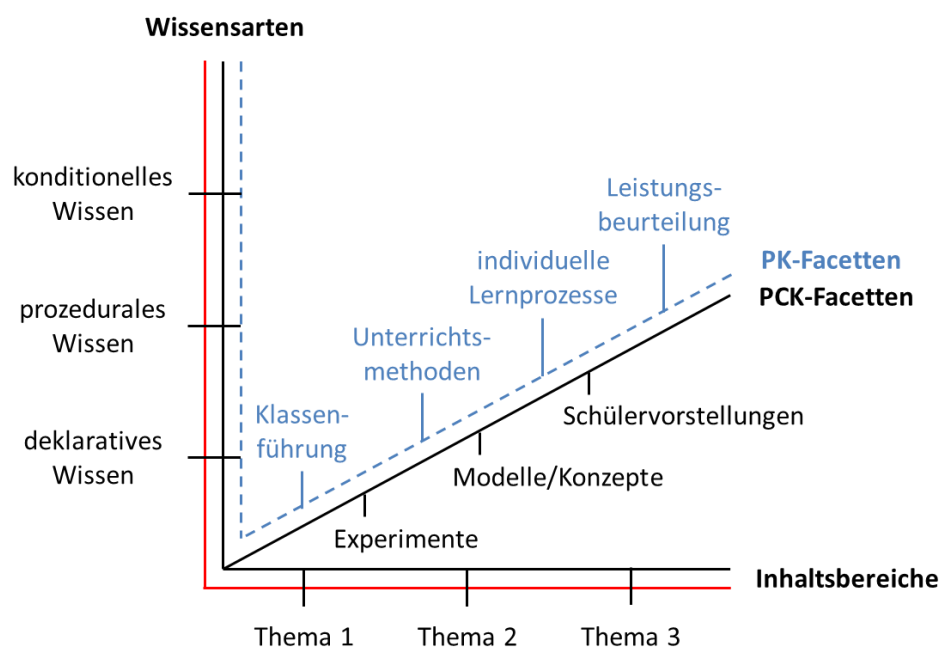 Wissensarten
konditionelles
Wissen
prozedurales
Wissen
deklaratives
Wissen
Leistungs-
beurteilung
individuelle
Lernprozesse
Unterrichts-
methoden
Klassen-
führung
PK-Facetten
PCK-Facetten
Schülervorstellungen
Modelle/Konzepte
Experimente
Inhaltsbereiche
Thema 1
Thema 2
Thema 3